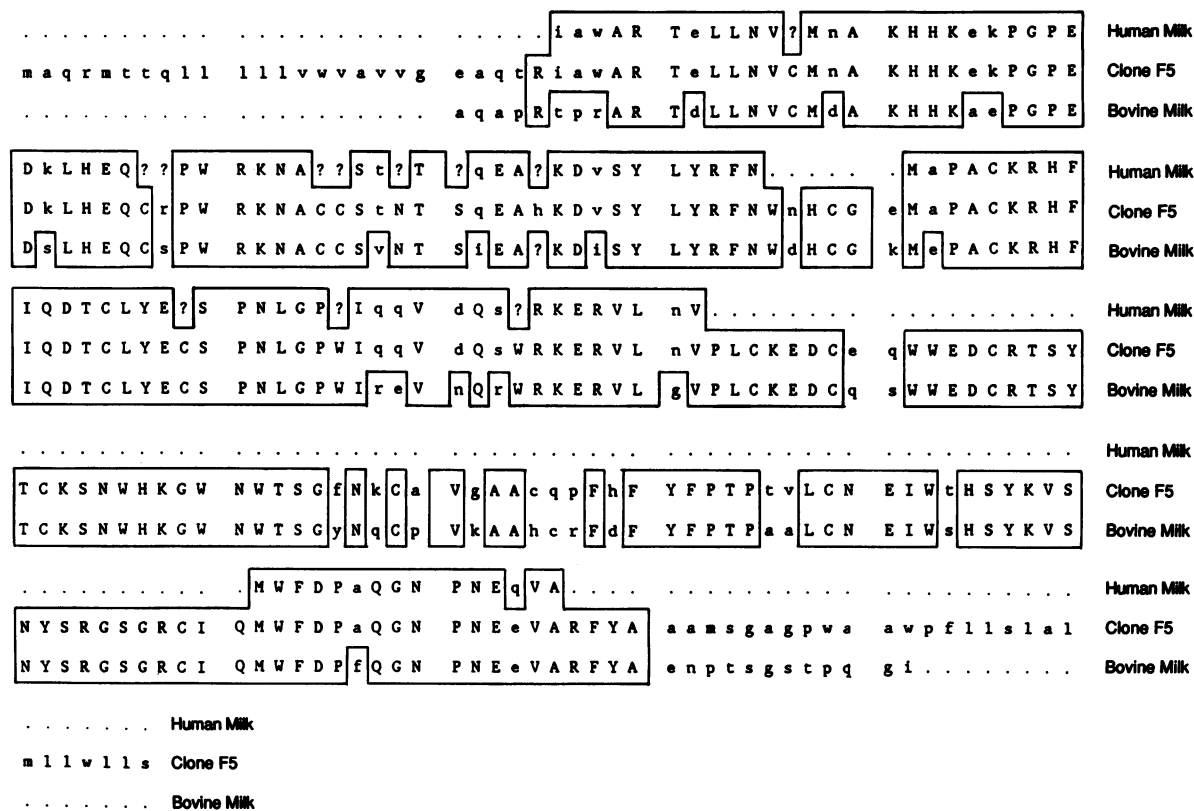 . . . . . . . . . . . . . . . . . . . . . . . . . i a w A R T e L L N V ? M n A K H H K e k P G P E Human Milk
m a q r m t t q l l l l l v w v a v v g e a q t R i a w A R T e L L N V C M n A K H H K e k P G P E Clone F5
. . . . . . . . . . . . . . . . . . . . a q a p R t p r A R T d L L N V C M d A K H H K a e P G P E Bovine Milk
D k L H E Q ? ? P W R K N A ? ? S t ? T ? q E A ? K D v S Y L Y R F N . . . . . . M a P A C K R H F Human Milk
D k L H E Q C r P W R K N A C C S t N T S q E A h K D v S Y L Y R F N W n H C G e M a P A C K R H F Clone F5
D s L H E Q C s P W R K N A C C S v N T S i E A ? K D i S Y L Y R F N W d H C G k M e P A C K R H F Bovine Milk
I Q D T C L Y E ? S P N L G P ? I q q V d Q s ? R K E R V L n V . . . . . . . . . . . . . . . . . . Human Milk
I Q D T C L Y E C S P N L G P W I q q V d Q s W R K E R V L n V P L C K E D C e q W W E D C R T S Y Clone F5
I Q D T C L Y E C S P N L G P W I r e V n Q r W R K E R V L g V P L C K E D C q s W W E D C R T S Y Bovine Milk
. . . . . . . . . . . . . . . . . . . . . . . . . . . . . . . . . . . . . . . . . . . . . . . . . . Human Milk
T C K S N W H K G W N W T S G f N k C a V g A A c q p F h F Y F P T P t v L C N E I W t H S Y K V S Clone F5
T C K S N W H K G W N W T S G y N q C p V k A A h c r F d F Y F P T P a a L C N E I W s H S Y K V S Bovine Milk
. . . . . . . . . . . M W F D P a Q G N P N E q V A . . . . . . . . . . . . . . . . . . . . . . . . Human Milk
N Y S R G S G R C I Q M W F D P a Q G N P N E e V A R F Y A a a m s g a g p w a a w p f l l s l a l Clone F5
N Y S R G S G R C I Q M W F D P f Q G N P N E e V A R F Y A e n p t s g s t p q g i . . . . . . . . Bovine Milk
. . . . . . . Human Milk
m l l w l l s Clone F5
. . . . . . . Bovine Milk